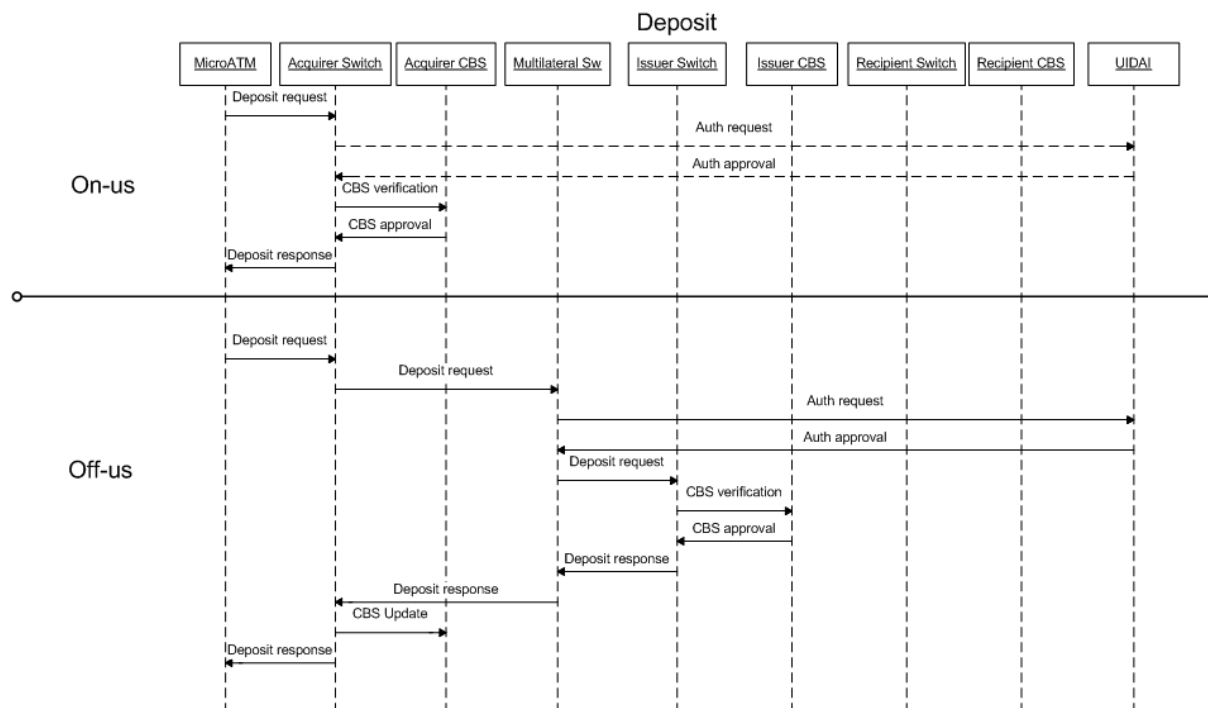 Deposit
MicroATM
Acquirer Switch
Acquirer CBS
Multilateral Sw
Issuer Switch
Issuer CBS
Recipient Switch
Recipient CBS
UIDAI
Deposit request
Auth request
Auth approval
On-us
CBS verification
CBS approval
Deposit response
Deposit request
Deposit request
Auth request
Auth approval
Off-us
Deposit request
CBS verification
CBS approval
Deposit response
Deposit response
CBS Update
Deposit response